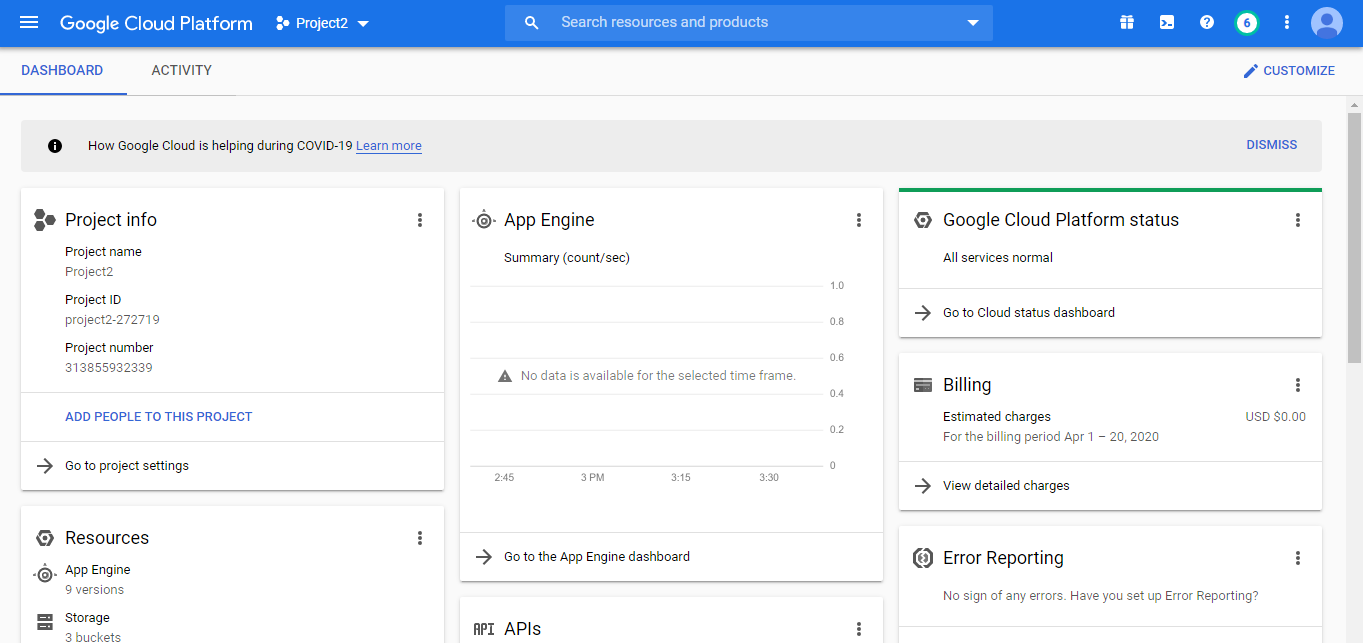 Google Cloud Platform
Project2
Search resources and products
6
DASHBOARD
ACTIVITY
CUSTOMIZE
How Google Cloud is helping during COVID-19 Learn more
DISMISS
Project info
Project name
Project2
Project ID
project2-272719
Project number
313855932339
ADD PEOPLE TO THIS PROJECT
Go to project settings
Resources
App Engine
9 versions
Storage
3 buckets
App Engine
Summary (count/sec)
1.0
0.8
0.6
No data is available for the selected time frame.
0.4
0.2
0
2:45 3 PM 3:15 3:30
Go to the App Engine dashboard
API APIs
Google Cloud Platform status
All services normal
Go to Cloud status dashboard
Billing
Estimated charges USD $0.00
For the billing period Apr 1 – 20, 2020
View detailed charges
Error Reporting
No sign of any errors. Have you set up Error Reporting?